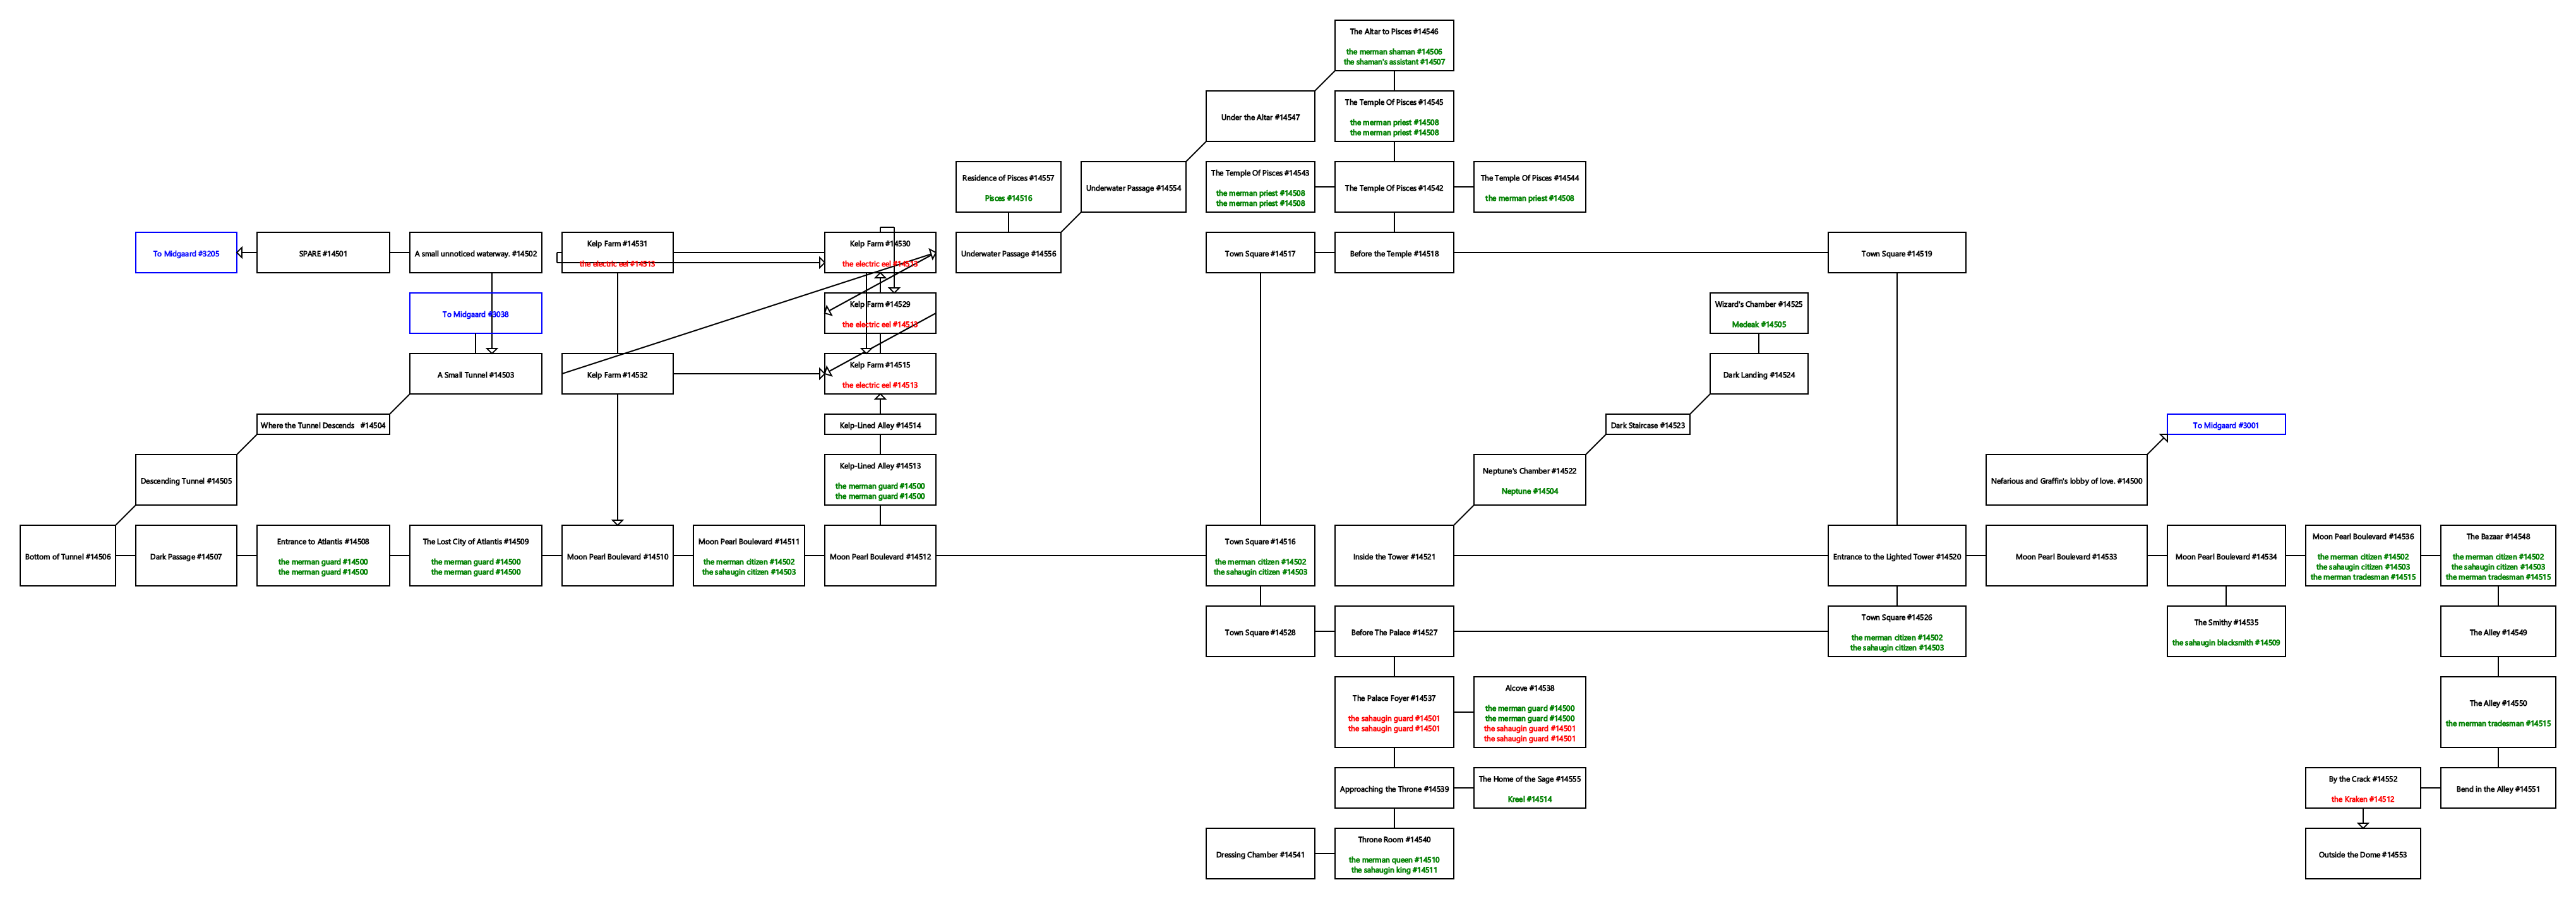 The Altar to Pisces #14546
the merman shaman #14506
the shaman's assistant #14507
Under the Altar #14547
The Temple Of Pisces #14545
the merman priest #14508
the merman priest #14508
Residence of Pisces #14557
Pisces #14516
Underwater Passage #14554
The Temple Of Pisces #14543
the merman priest #14508
the merman priest #14508
The Temple Of Pisces #14542
The Temple Of Pisces #14544
the merman priest #14508
To Midgaard #3205
SPARE #14501
A small unnoticed waterway. #14502
Kelp Farm #14531
the electric eel #14513
Kelp Farm #14530
the electric eel #14513
Underwater Passage #14556
Town Square #14517
Before the Temple #14518
Town Square #14519
To Midgaard #3038
Kelp Farm #14529
the electric eel #14513
Wizard's Chamber #14525
Medeak #14505
A Small Tunnel #14503
Kelp Farm #14532
Kelp Farm #14515
the electric eel #14513
Dark Landing #14524
Where the Tunnel Descends #14504
Kelp-Lined Alley #14514
Dark Staircase #14523
To Midgaard #3001
Descending Tunnel #14505
Kelp-Lined Alley #14513
the merman guard #14500
the merman guard #14500
Neptune's Chamber #14522
Neptune #14504
Nefarious and Graffin's lobby of love. #14500
Bottom of Tunnel #14506
Dark Passage #14507
Entrance to Atlantis #14508
the merman guard #14500
the merman guard #14500
The Lost City of Atlantis #14509
the merman guard #14500
the merman guard #14500
Moon Pearl Boulevard #14510
Moon Pearl Boulevard #14511
the merman citizen #14502
the sahaugin citizen #14503
Moon Pearl Boulevard #14512
Town Square #14516
the merman citizen #14502
the sahaugin citizen #14503
Inside the Tower #14521
Entrance to the Lighted Tower #14520
Moon Pearl Boulevard #14533
Moon Pearl Boulevard #14534
Moon Pearl Boulevard #14536
the merman citizen #14502
the sahaugin citizen #14503
the merman tradesman #14515
The Bazaar #14548
the merman citizen #14502
the sahaugin citizen #14503
the merman tradesman #14515
Town Square #14528
Before The Palace #14527
Town Square #14526
the merman citizen #14502
the sahaugin citizen #14503
The Smithy #14535
the sahaugin blacksmith #14509
The Alley #14549
The Palace Foyer #14537
the sahaugin guard #14501
the sahaugin guard #14501
Alcove #14538
the merman guard #14500
the merman guard #14500
the sahaugin guard #14501
the sahaugin guard #14501
The Alley #14550
the merman tradesman #14515
Approaching the Throne #14539
The Home of the Sage #14555
Kreel #14514
By the Crack #14552
the Kraken #14512
Bend in the Alley #14551
Dressing Chamber #14541
Throne Room #14540
the merman queen #14510
the sahaugin king #14511
Outside the Dome #14553